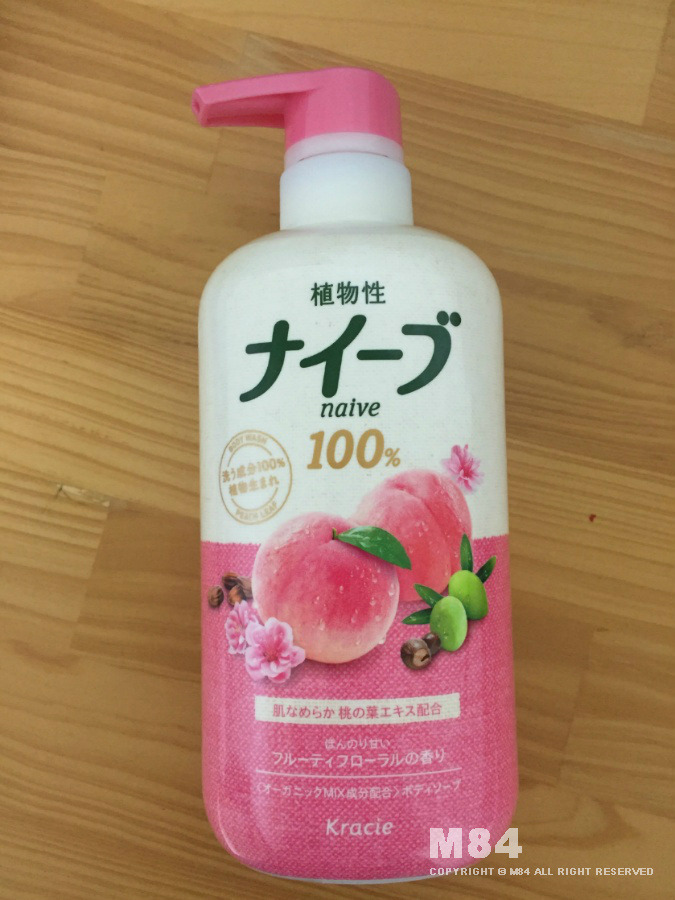 植物性
ナイーブ
naive
100%
BODY WASH
洗う成分100%
植物生まれ
PEACH LEAF
肌なめらか 桃の葉エキス配合
ほんのり甘い
フルーティフローラルの香り
〈オーガニックMIX成分配合〉ボディソープ
Kracie
M84
COPYRIGHT © M84 ALL RIGHT RESERVED